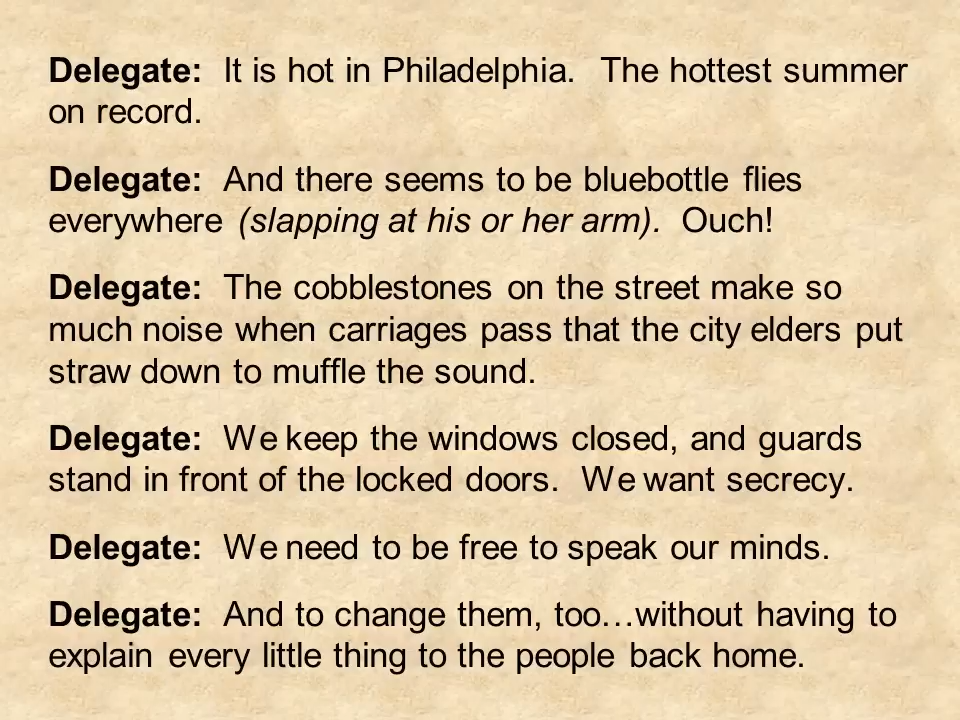 Delegate: It is hot in Philadelphia. The hottest summer
on record.
Delegate: And there seems to be bluebottle flies
everywhere (slapping at his or her arm). Ouch!
Delegate: The cobblestones on the street make so
much noise when carriages pass that the city elders put
straw down to muffle the sound.
Delegate: We keep the windows closed, and guards
stand in front of the locked doors. We want secrecy.
Delegate: We need to be free to speak our minds.
Delegate: And to change them, too…without having to
explain every little thing to the people back home.